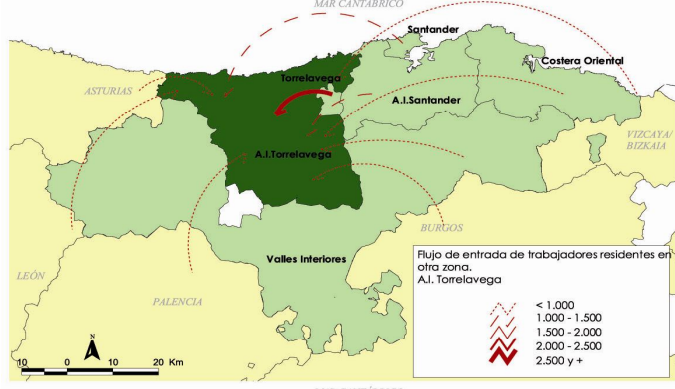 MAR CANTÁBRICO
Santander
Costera Oriental
Torrelavega
ASTURIAS
A.I.Santander
VIZCAYA/
BIZKAIA
A.I.Torrelavega
BURGOS
Valles Interiores
LEÓN
PALENCIA
Flujo de entrada de trabajadores residentes en
otra zona.
A.I. Torrelavega
< 1.000
1.000 - 1.500
1.500 - 2.000
2.000 - 2.500
2.500 y +
N
10 0 10 20 Km